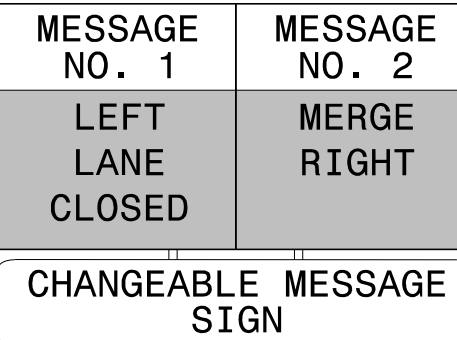 MESSAGE
NO. 1
MESSAGE
NO. 2
LEFT
LANE
CLOSED
MERGE
RIGHT
CHANGEABLE MESSAGE
SIGN